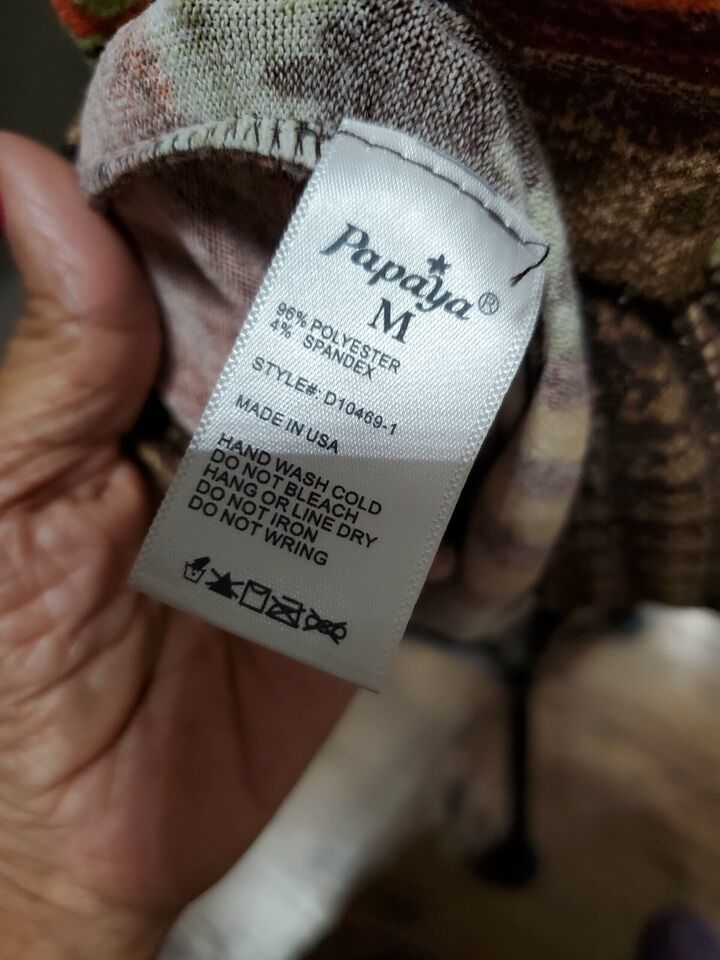 Papaya®
M
96% POLYESTER
4% SPANDEX
STYLE#: D10469-1
MADE IN USA
HAND WASH COLD
DO NOT BLEACH
HANG OR LINE DRY
DO NOT IRON
DO NOT WRING